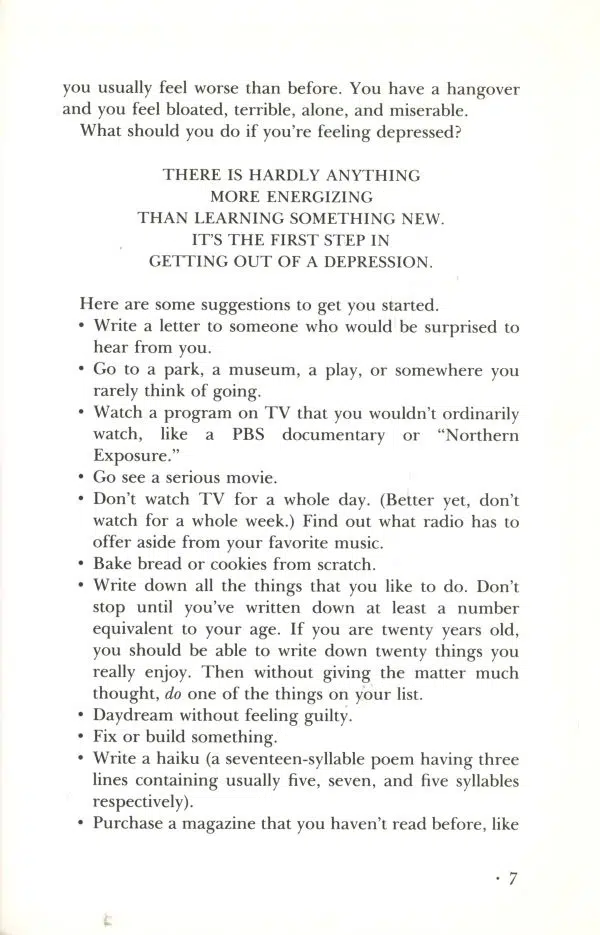 you usually feel worse than before. You have a hangover
and you feel bloated, terrible, alone, and miserable.
What should you do if you're feeling depressed?
THERE IS HARDLY ANYTHING
MORE ENERGIZING
THAN LEARNING SOMETHING NEW.
IT'S THE FIRST STEP IN
GETTING OUT OF A DEPRESSION.
Here are some suggestions to get you started.
• Write a letter to someone who would be surprised to
hear from you.
• Go to a park, a museum, a play, or somewhere you
rarely think of going.
• Watch a program on TV that you wouldn't ordinarily
watch, like a PBS documentary or "Northern
Exposure."
• Go see a serious movie.
• Don't watch TV for a whole day. (Better yet, don't
watch for a whole week.) Find out what radio has to
offer aside from your favorite music.
• Bake bread or cookies from scratch.
• Write down all the things that you like to do. Don't
stop until you've written down at least a number
equivalent to your age. If you are twenty years old,
you should be able to write down twenty things you
really enjoy. Then without giving the matter much
thought, do one of the things on your list.
• Daydream without feeling guilty.
• Fix or build something.
• Write a haiku (a seventeen-syllable poem having three
lines containing usually five, seven, and five syllables
respectively).
• Purchase a magazine that you haven't read before, like
· 7